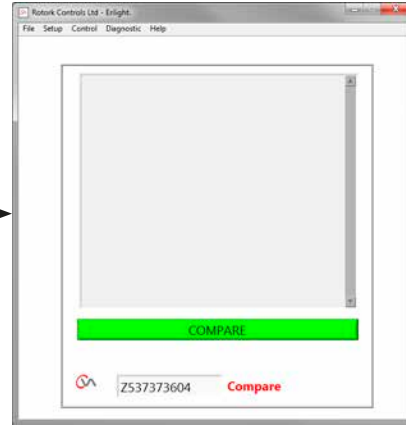 Rotork Controls Ltd - Enlight.
File Setup Control Diagnostic Help
COMPARE
Z537373604 Compare